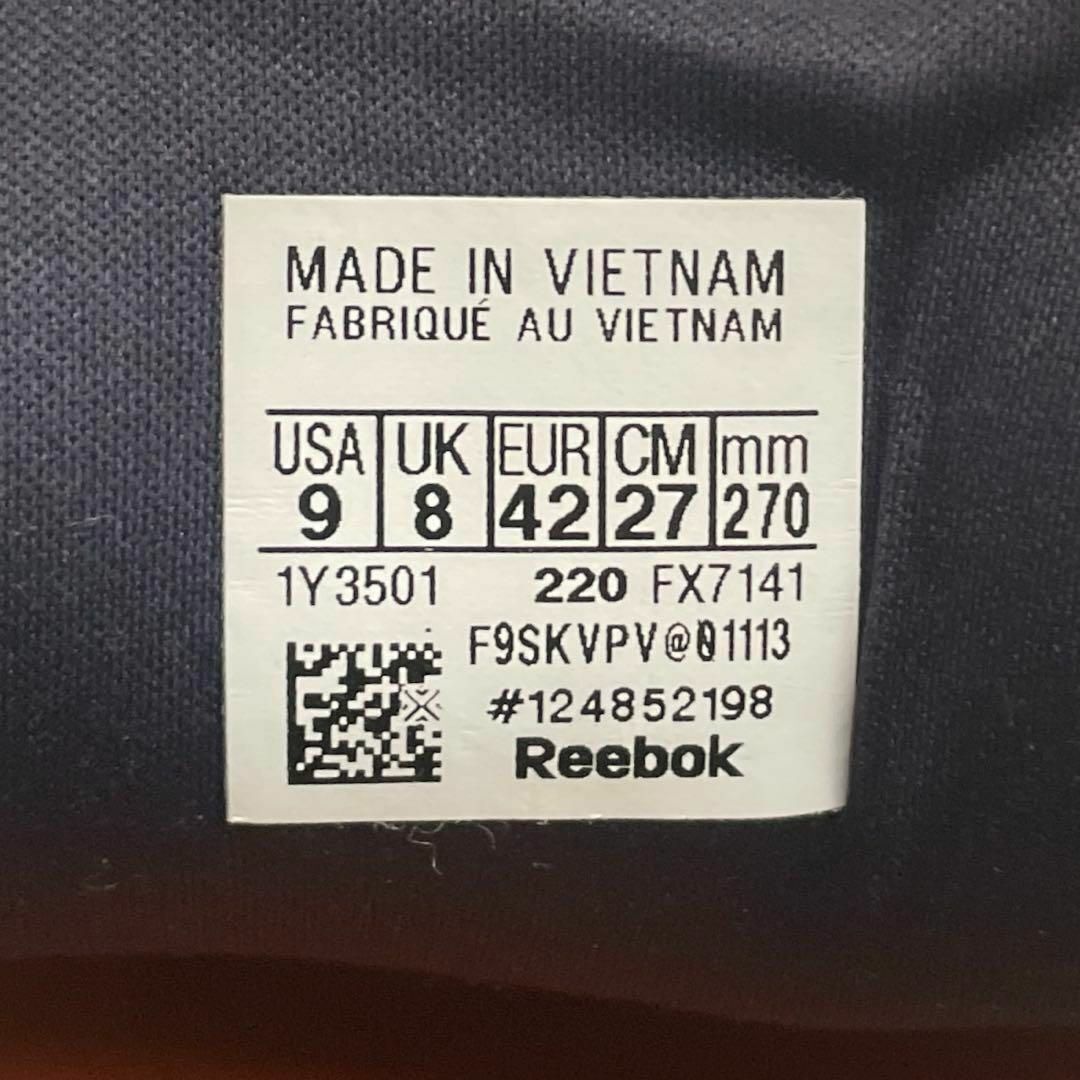 MADE IN VIETNAM
FABRIQUÉ AU VIETNAM
USA UK EUR CM mm
9 8 42 27 270
1Y3501 220 FX7141
F9SKVPV@01113
#124852198
Reebok